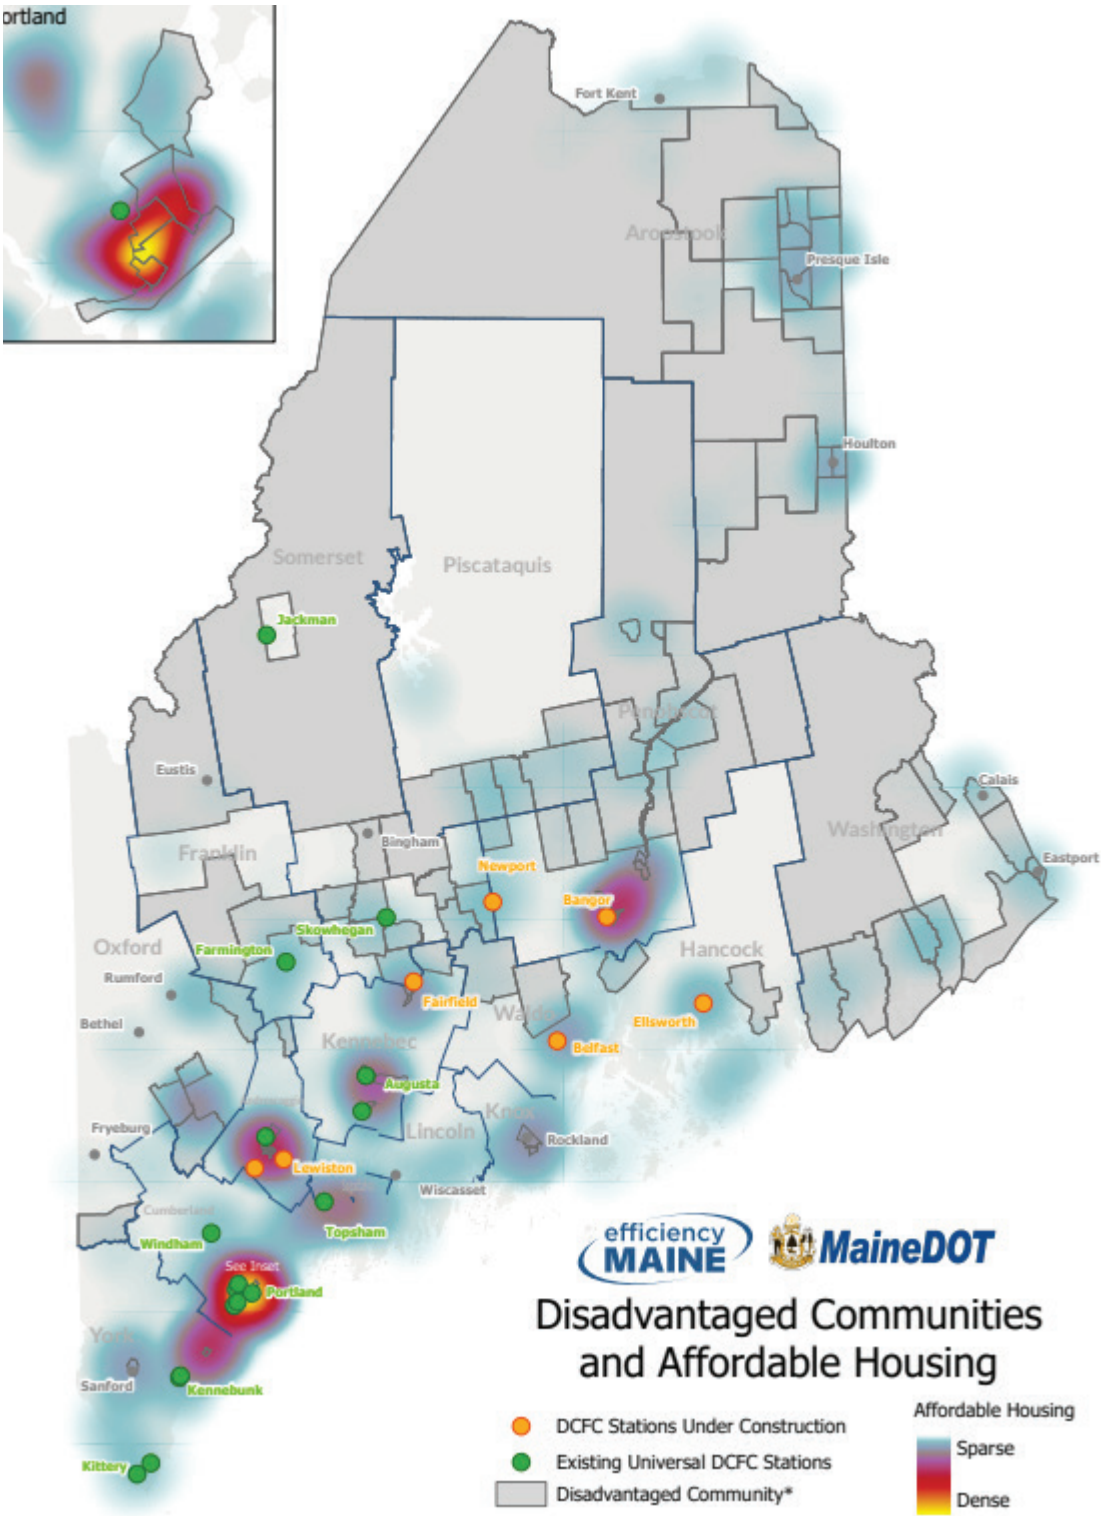 ortland
Fort Kent
Aroostook
Presque Isle
Houlton
Somerset
Piscataquis
Jackman
Penobscot
Eustis
Calais
Washington
Bingham
Franklin
Eastport
Newport
Bangor
Skowhegan
Oxford
Farmington
Hancock
Rumford
Fairfield
Waldo
Ellsworth
Bethel
Kennebec
Belfast
Augusta
Knox
Fryeburg
Lincoln
Rockland
Lewiston
Wiscasset
Cumberland
Topsham
Windham
See Inset
Portland
York
Sanford
Kennebunk
Kittery
efficiency
MAINE
MaineDOT
Disadvantaged Communities
and Affordable Housing
DCFC Stations Under Construction
Existing Universal DCFC Stations
Disadvantaged Community*
Affordable Housing
Sparse
Dense